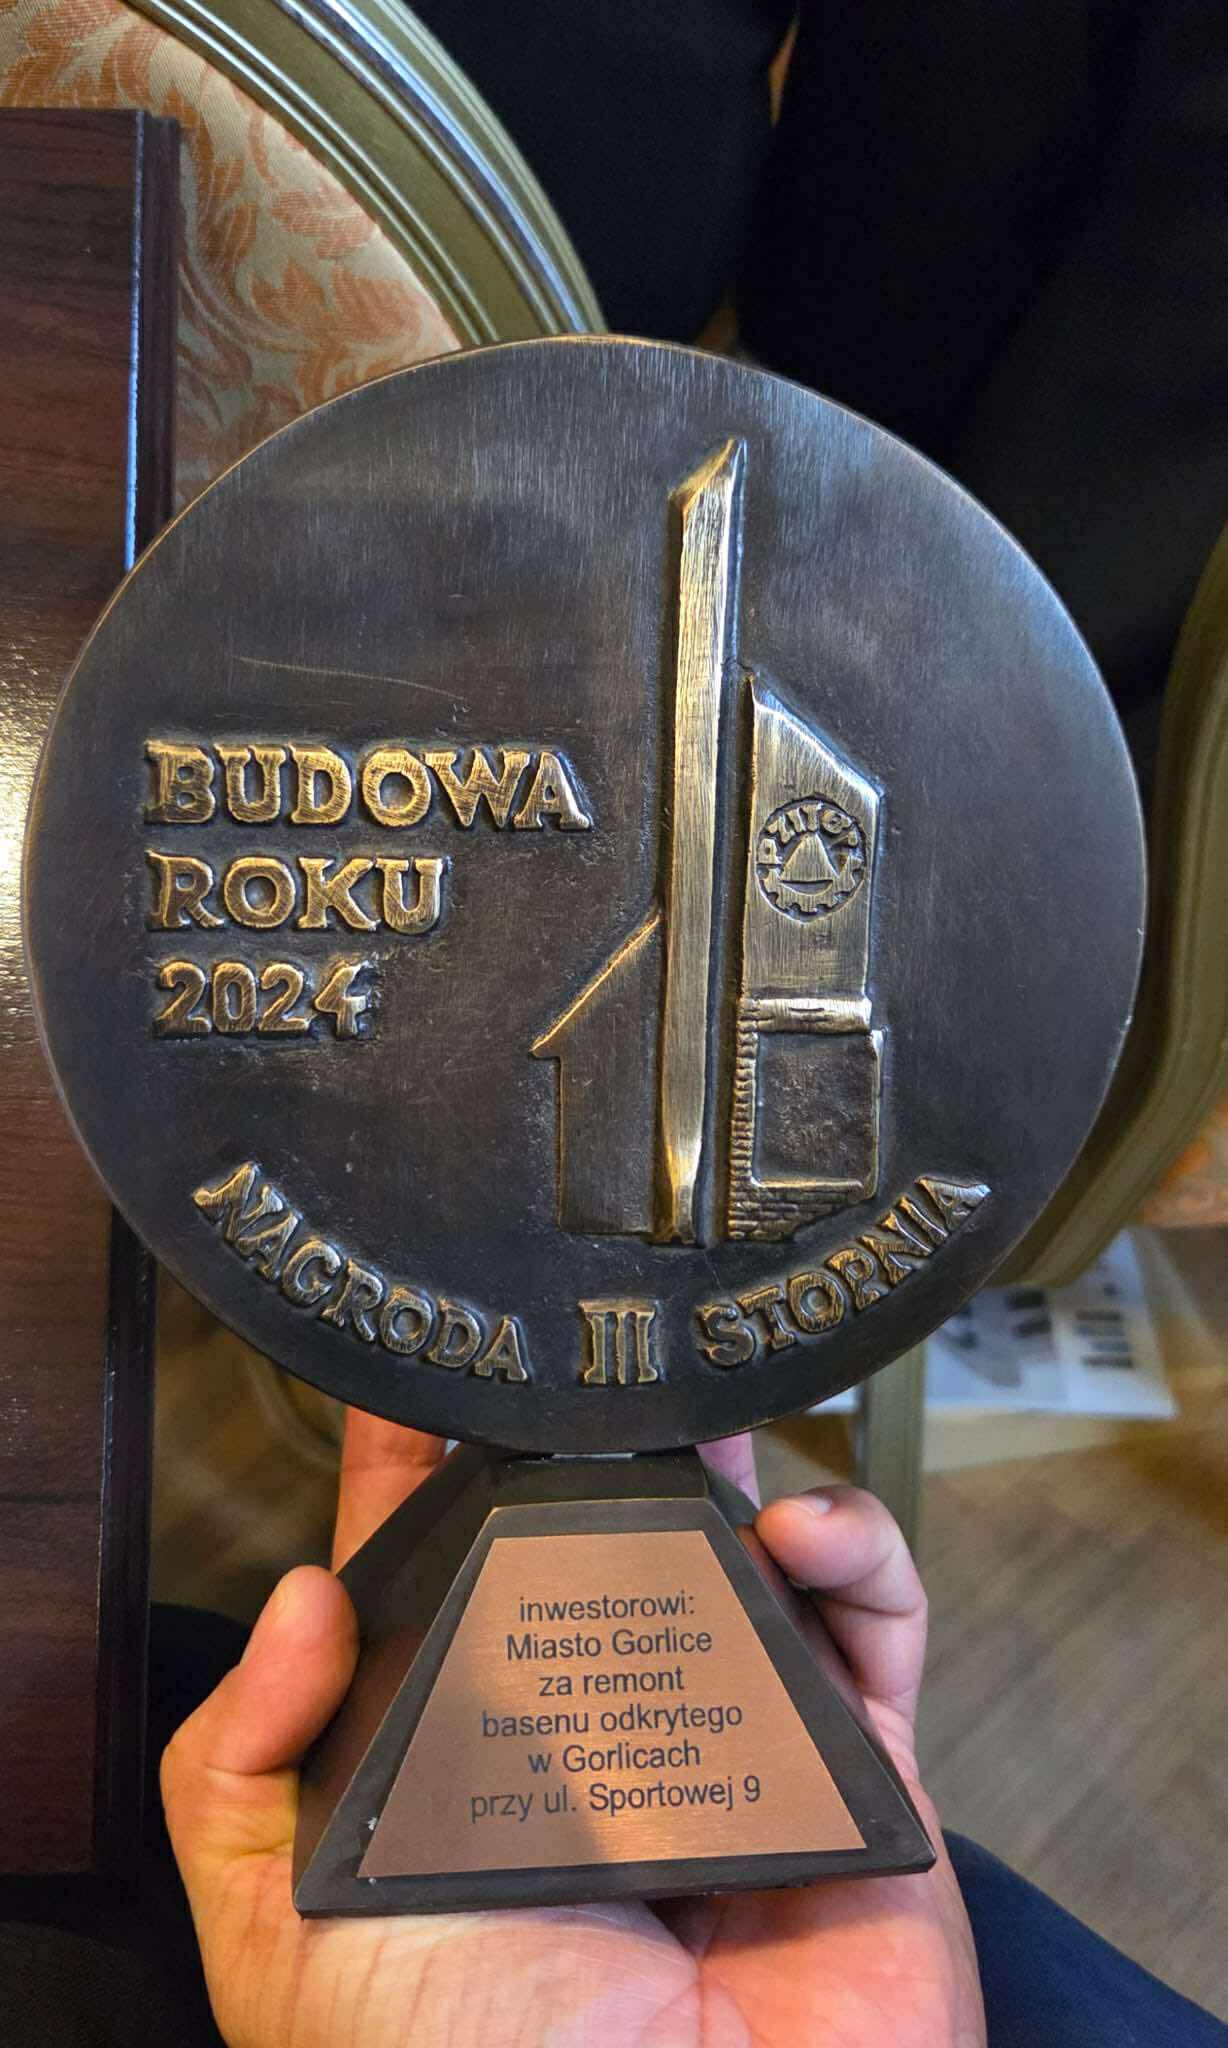 BUDOWA
ROKU
2024
PZITB
NAGRODA III STOPNIA
inwestorowi:
Miasto Gorlice
za remont
basenu odkrytego
w Gorlicach
przy ul. Sportowej 9